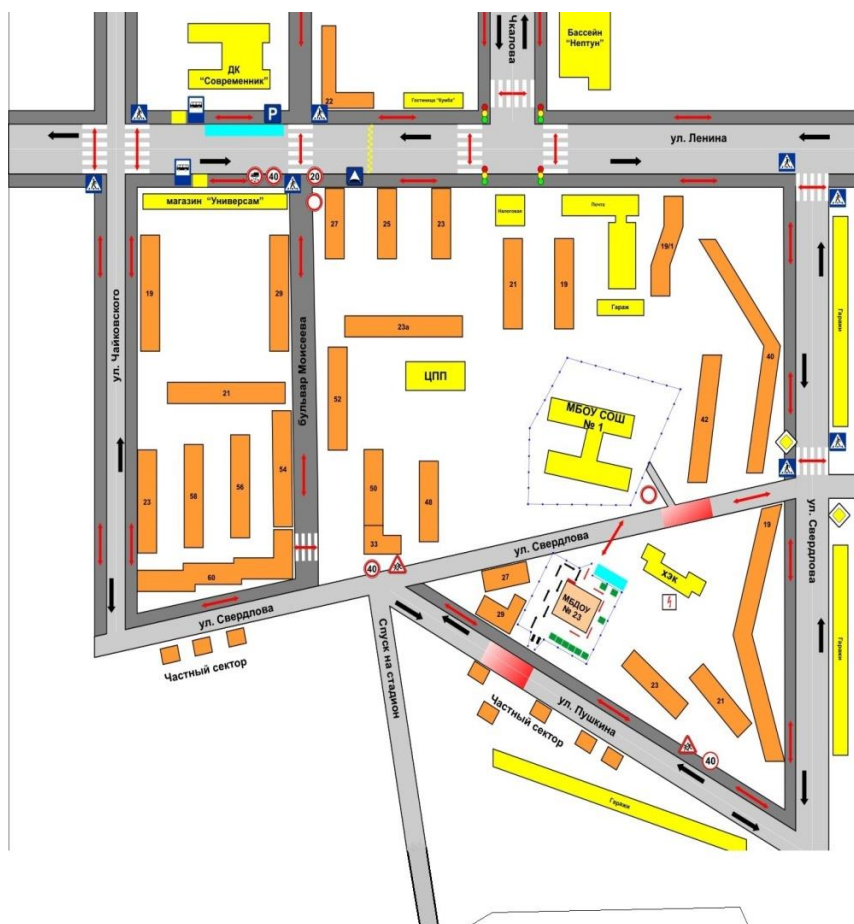 Чкалова
Бассейн
"Нептун"
ДК
"Современник"
22
Гостиница "Кумба"
P
ул. Ленина
40
20
магазин "Универсам"
27
25
23
Налоговая
Лента
19/1
19
29
21
19
Гараж
Гаражи
ул. Чайковского
бульвар Моисеева
23а
ЦПП
40
52
42
МБОУ СОШ
№ 1
21
54
23
58
56
50
48
33
60
ул. Свердлова
19
ул. Свердлова
40
27
29
МБДОУ
№ 23
ХЭК
ул. Свердлова
Частный сектор
Спуск на стадион
23
21
Гаражи
ул. Пушкина
Частный сектор
40
Гаражи